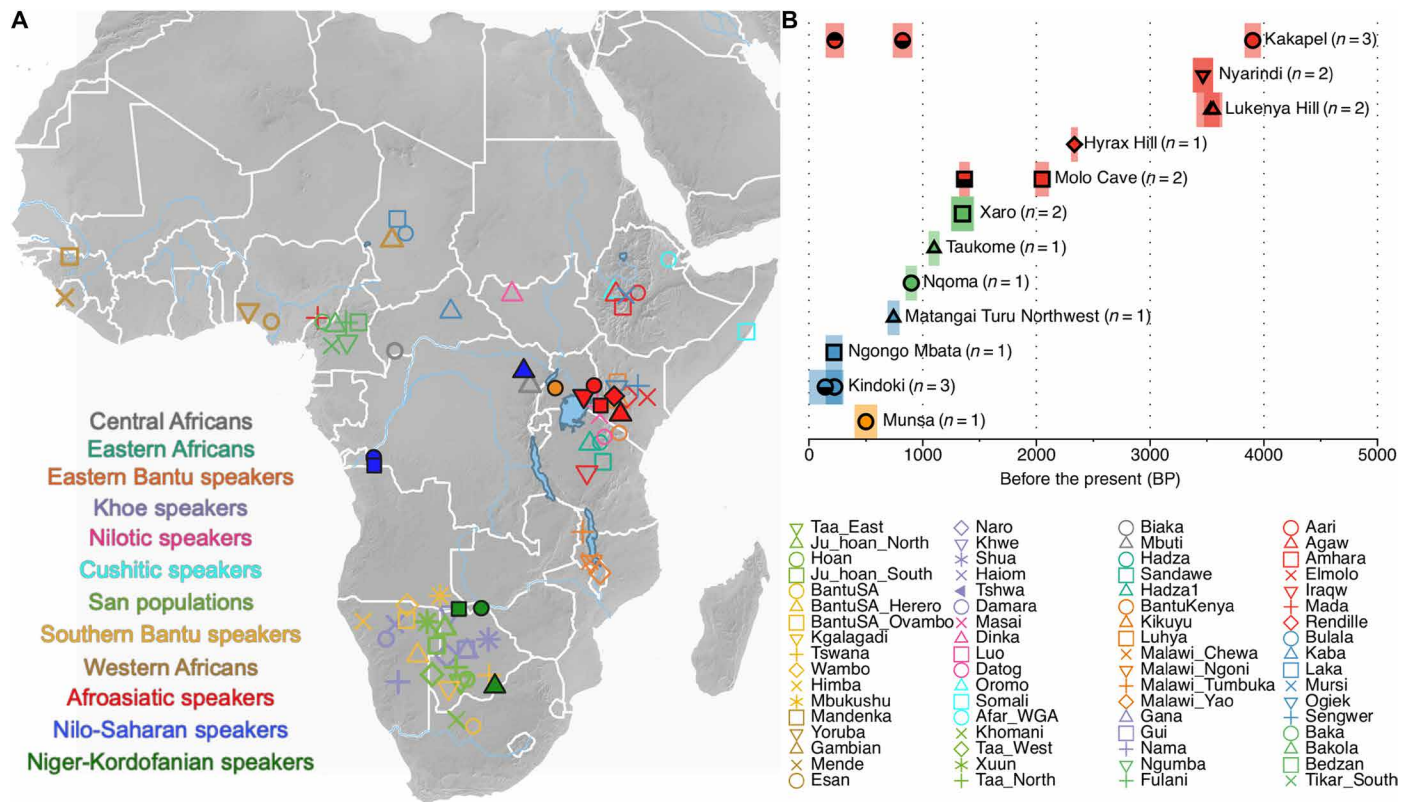 A
Central Africans
Eastern Africans
Eastern Bantu speakers
Khoe speakers
Nilotic speakers
Cushitic speakers
San populations
Southern Bantu speakers
Western Africans
Afroasiatic speakers
Nilo-Saharan speakers
Niger-Kordofanian speakers
B
Kakapel (n = 3)
Nyarindi (n = 2)
Lukenya Hill (n = 2)
Hyrax Hill (n = 1)
Molo Cave (n = 2)
Xaro (n = 2)
Taukome (n = 1)
Nqoma (n = 1)
Matangai Turu Northwest (n = 1)
Ngongo Mbata (n = 1)
Kindoki (n = 3)
Munsa (n = 1)
0 1000 2000 3000 4000 5000
Before the present (BP)
Taa_East
Ju_hoan_North
Hoan
Ju_hoan_South
BantuSA
BantuSA_Herero
BantuSA_Ovambo
Kgalagadi
Tswana
Wambo
Himba
Mbukushu
Mandenka
Yoruba
Gambian
Mende
Esan
Naro
Khwe
Shua
Haiom
Tshwa
Damara
Masai
Dinka
Luo
Datog
Oromo
Somali
Afar_WGA
Khomani
Taa_West
Xuun
Taa_North
Biaka
Mbuti
Hadza
Sandawe
Hadza1
BantuKenya
Kikuyu
Luhya
Malawi_Chewa
Malawi_Ngoni
Malawi_Tumbuka
Malawi_Yao
Gana
Gui
Nama
Ngumba
Fulani
Aari
Agaw
Amhara
Elmolo
Iraqw
Mada
Rendille
Bulala
Kaba
Laka
Mursi
Ogiek
Sengwer
Baka
Bakola
Bedzan
Tikar_South